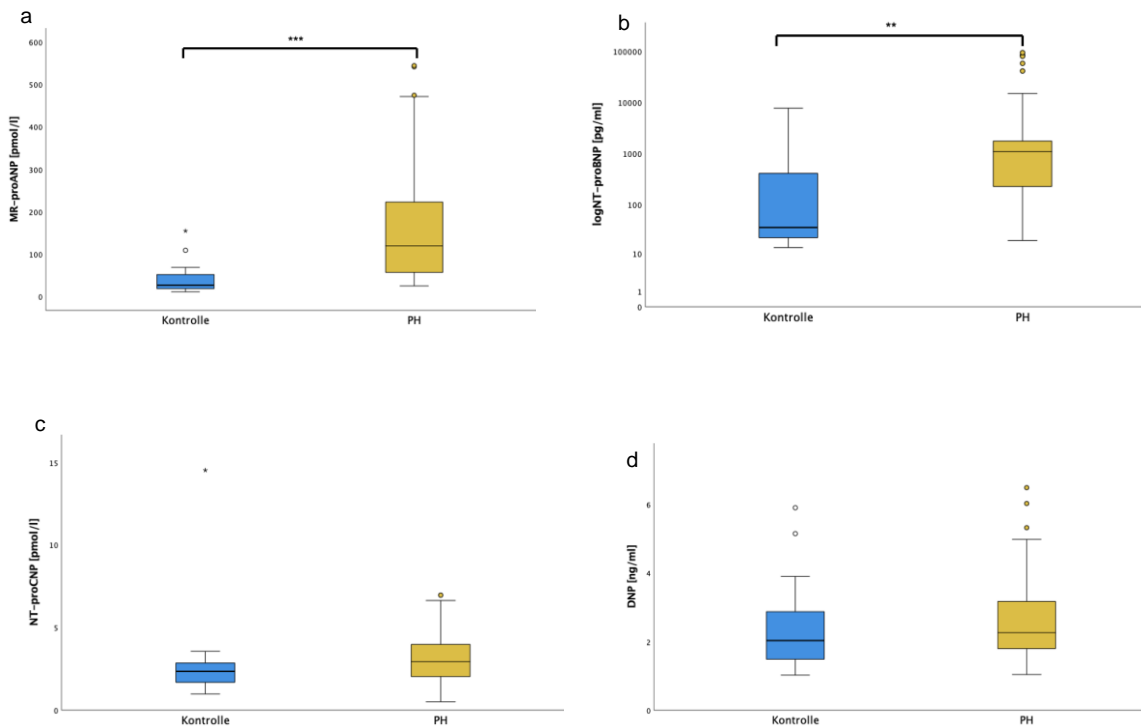 a
***
MR-proANP [pmol/l]
600
500
400
300
200
100
0
*
Kontrolle
PH
b
**
logNT-proBNP [pg/ml]
100000
10000
1000
100
10
1
0
Kontrolle
PH
c
NT-proCNP [pmol/l]
15
10
5
0
*
Kontrolle
PH
d
DNP [ng/ml]
6
4
2
0
Kontrolle
PH